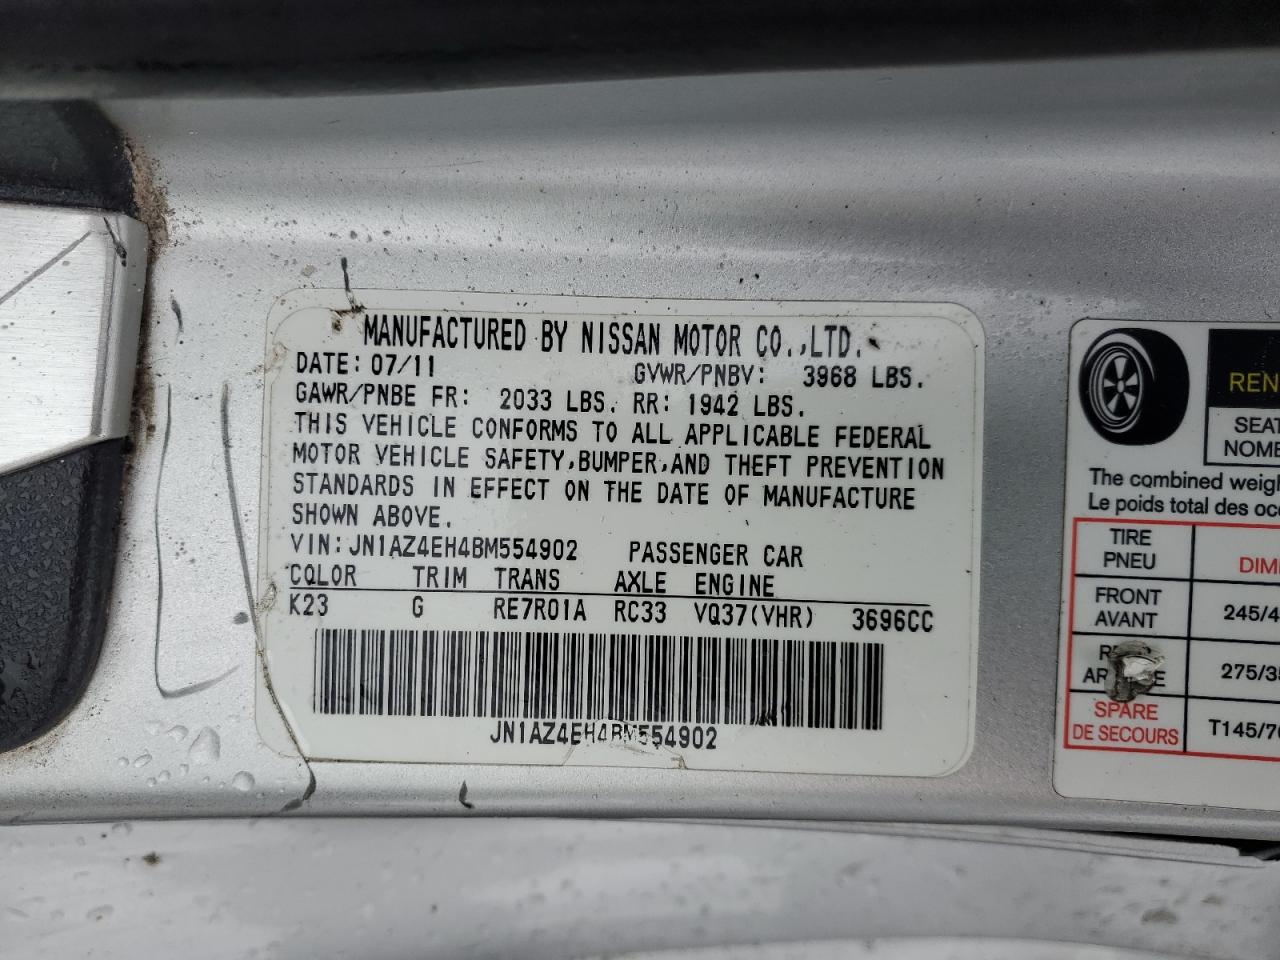 MANUFACTURED BY NISSAN MOTOR CO.,LTD.
DATE: 07/11 GVWR/PNBV: 3968 LBS.
GAWR/PNBE FR: 2033 LBS. RR: 1942 LBS.
THIS VEHICLE CONFORMS TO ALL APPLICABLE FEDERAL
MOTOR VEHICLE SAFETY,BUMPER,AND THEFT PREVENTION
STANDARDS IN EFFECT ON THE DATE OF MANUFACTURE
SHOWN ABOVE.
VIN:JN1AZ4EH4BM554902 PASSENGER CAR
COLOR TRIM TRANS AXLE ENGINE
K23 G RE7R01A RC33 VQ37(VHR) 3696CC
JN1AZ4EH4BM554902
REN
SEAT
NOMB
The combined weigh
Le poids total des occ
TIRE
PNEU
DIM
FRONT
AVANT
245/4
275/35
SPARE
DE SECOURS
T145/70